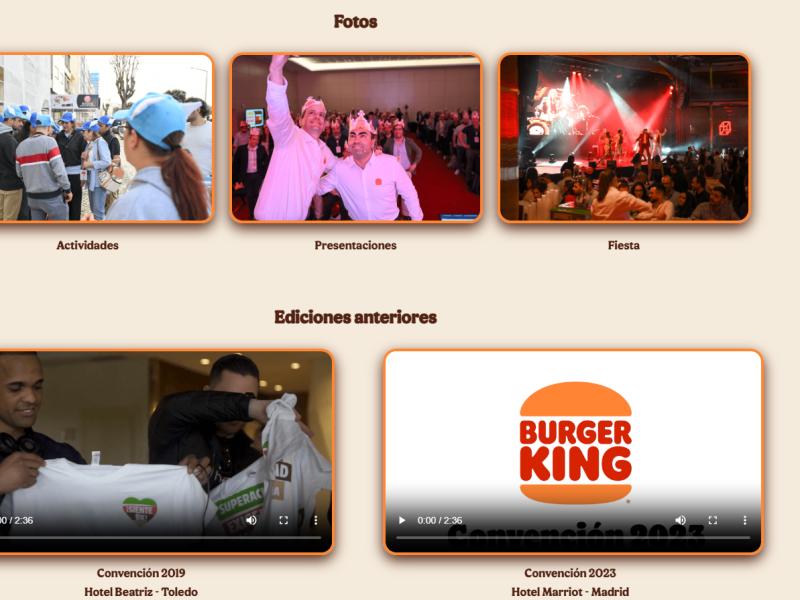 Fotos
Actividades
Presentaciones
Fiesta
Ediciones anteriores
¡SIENTE
SUPERAC
0:00 / 2:36
BURGER
KING
0:00 / 2:36
Convención 2023
Convención 2019
Hotel Beatriz - Toledo
Convención 2023
Hotel Marriot - Madrid